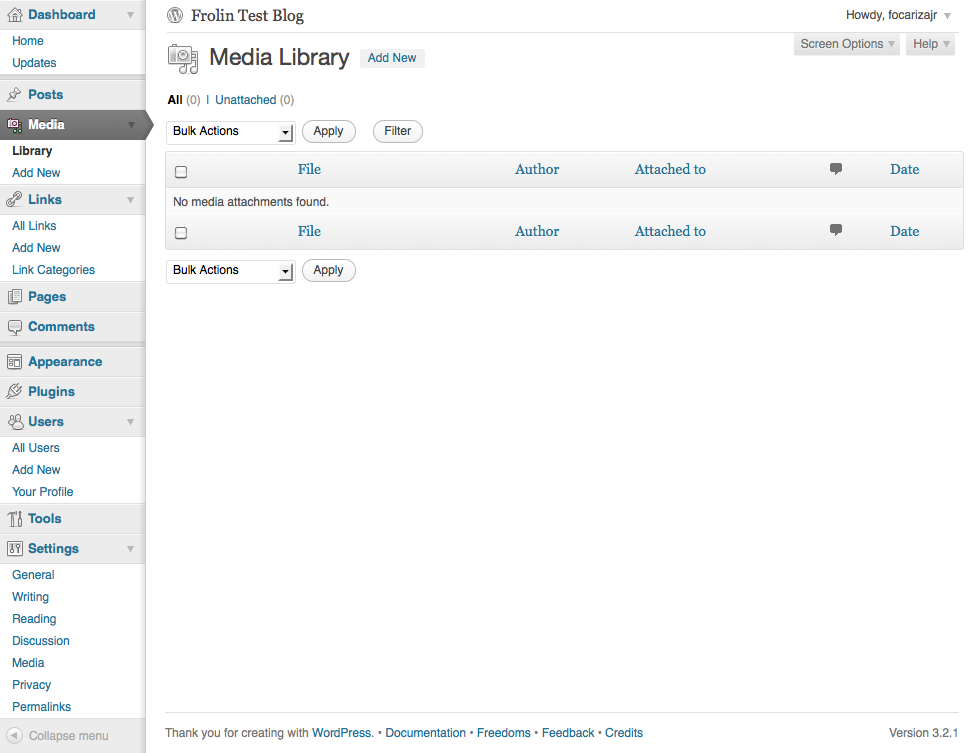 Dashboard
Home
Updates
Posts
Media
Library
Add New
Links
All Links
Add New
Link Categories
Pages
Comments
Appearance
Plugins
Users
All Users
Add New
Your Profile
Tools
Settings
General
Writing
Reading
Discussion
Media
Privacy
Permalinks
Collapse menu
Frolin Test Blog
Howdy, focarizajr
Screen Options
Help
Media Library Add New
All (0) | Unattached (0)
Bulk Actions Apply Filter
File Author Attached to Date
No media attachments found.
File Author Attached to Date
Bulk Actions Apply
Thank you for creating with WordPress. • Documentation • Freedoms • Feedback • Credits
Version 3.2.1